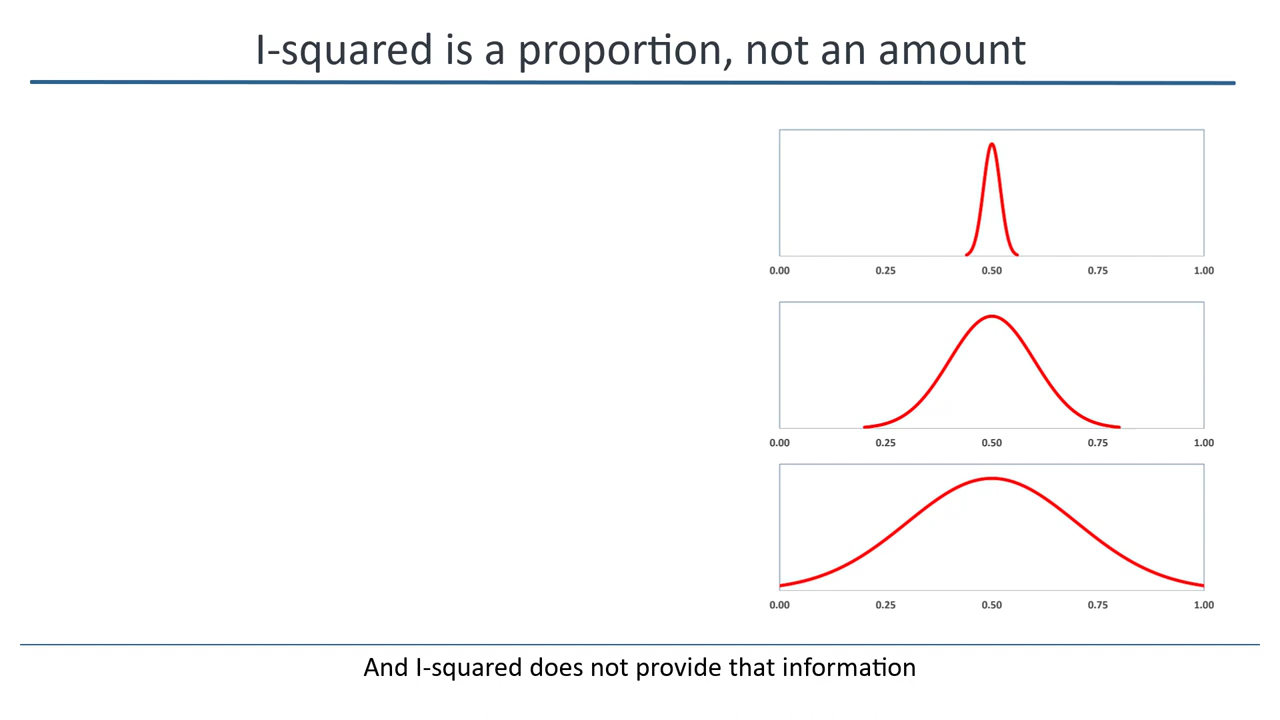 I-squared is a proportion, not an amount
0.00 0.25 0.50 0.75 1.00
0.00 0.25 0.50 0.75 1.00
0.00 0.25 0.50 0.75 1.00
And I-squared does not provide that information